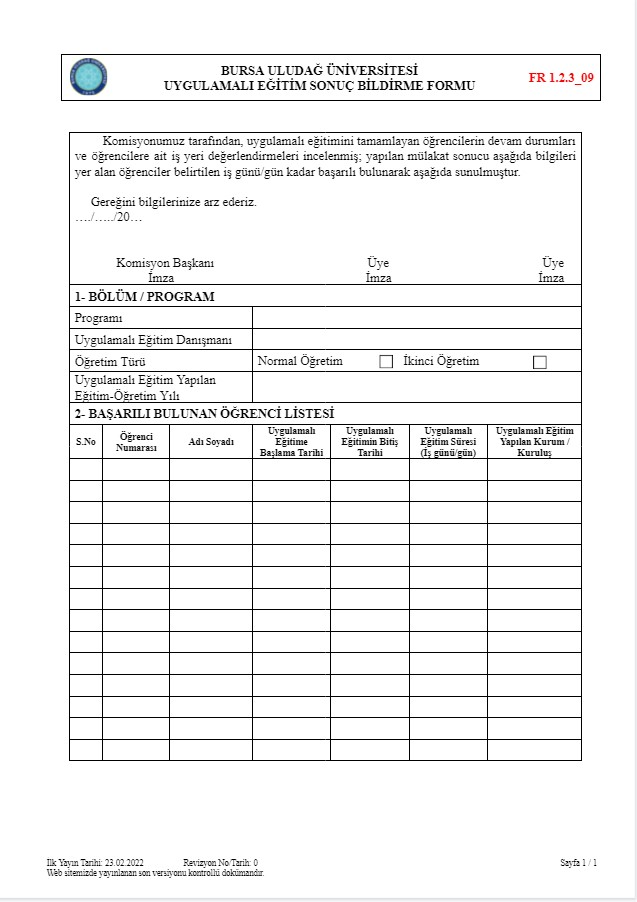 BURSA ULUDAĞ ÜNİVERSİTESİ
UYGULAMALI EĞİTİM SONUÇ BİLDİRME FORMU
FR 1.2.3_09
Komisyonumuz tarafından, uygulamalı eğitimini tamamlayan öğrencilerin devam durumları
ve öğrencilere ait iş yeri değerlendirmeleri incelenmiş; yapılan mülakat sonucu aşağıda bilgileri
yer alan öğrenciler belirtilen iş günü/gün kadar başarılı bulunarak aşağıda sunulmuştur.
Gereğini bilgilerinize arz ederiz.
…./…../20…
Komisyon Başkanı Üye Üye
İmza İmza İmza
1- BÖLÜM / PROGRAM
Programı
Uygulamalı Eğitim Danışmanı
Öğretim Türü Normal Öğretim İkinci Öğretim
Uygulamalı Eğitim Yapılan
Eğitim-Öğretim Yılı
2- BAŞARILI BULUNAN ÖĞRENCİ LİSTESİ
S.No
Öğrenci
Numarası
Adı Soyadı
Uygulamalı
Eğitime
Başlama Tarihi
Uygulamalı
Eğitimin Bitiş
Tarihi
Uygulamalı
Eğitim Süresi
(İş günü/gün)
Uygulamalı Eğitim
Yapılan Kurum /
Kuruluş
İlk Yayın Tarihi: 23.02.2022 Revizyon No/Tarih: 0 Sayfa 1 / 1
Web sitemizde yayınlanan son versiyonu kontrollü dokümandır.